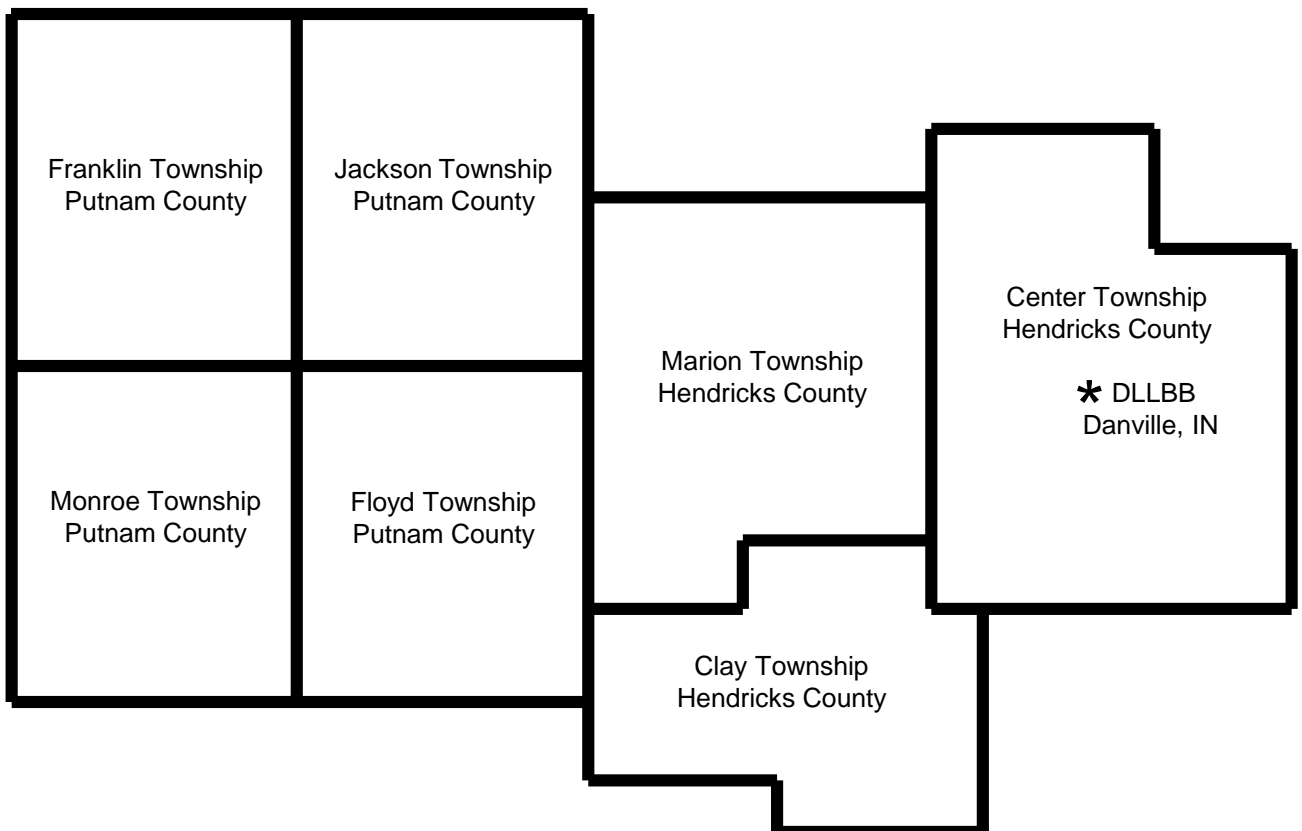 Franklin Township
Putnam County
Jackson Township
Putnam County
Center Township
Hendricks County
Marion Township
Hendricks County
* DLLBB
Danville, IN
Monroe Township
Putnam County
Floyd Township
Putnam County
Clay Township
Hendricks County